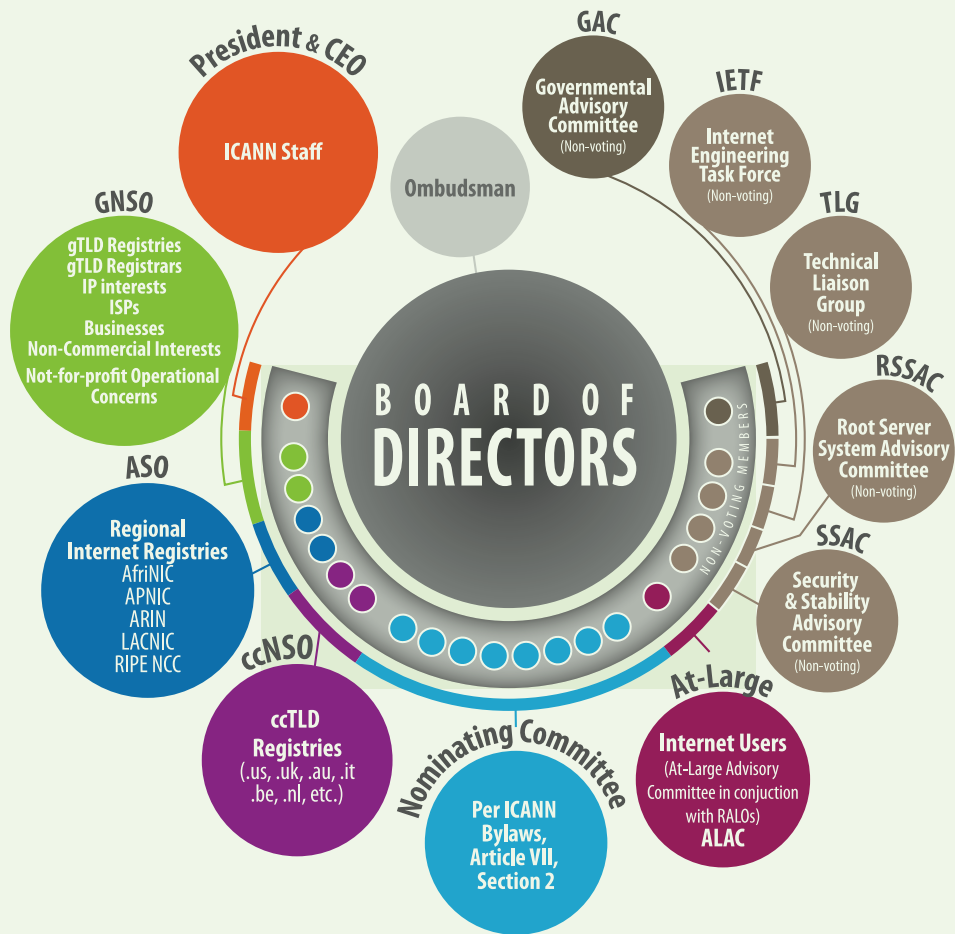 President & CEO
ICANN Staff
Ombudsman
GAC
Governmental
Advisory
Committee
(Non-voting)
IETF
Internet
Engineering
Task Force
(Non-voting)
TLG
Technical
Liaison
Group
(Non-voting)
GNSO
gTLD Registries
gTLD Registrars
IP interests
ISPs
Businesses
Non-Commercial Interests
Not-for-profit Operational
Concerns
BOARD OF
DIRECTORS
NON-VOTING MEMBERS
RSSAC
Root Server
System Advisory
Committee
(Non-voting)
ASO
Regional
Internet Registries
AfriNIC
APNIC
ARIN
LACNIC
RIPE NCC
SSAC
Security
& Stability
Advisory
Committee
(Non-voting)
ccNSO
ccTLD
Registries
(.us, .uk, .au, .it
.be, .nl, etc.)
Nominating Committee
Per ICANN
Bylaws,
Article VII,
Section 2
At-Large
Internet Users
(At-Large Advisory
Committee in conjuction
with RALOs)
ALAC